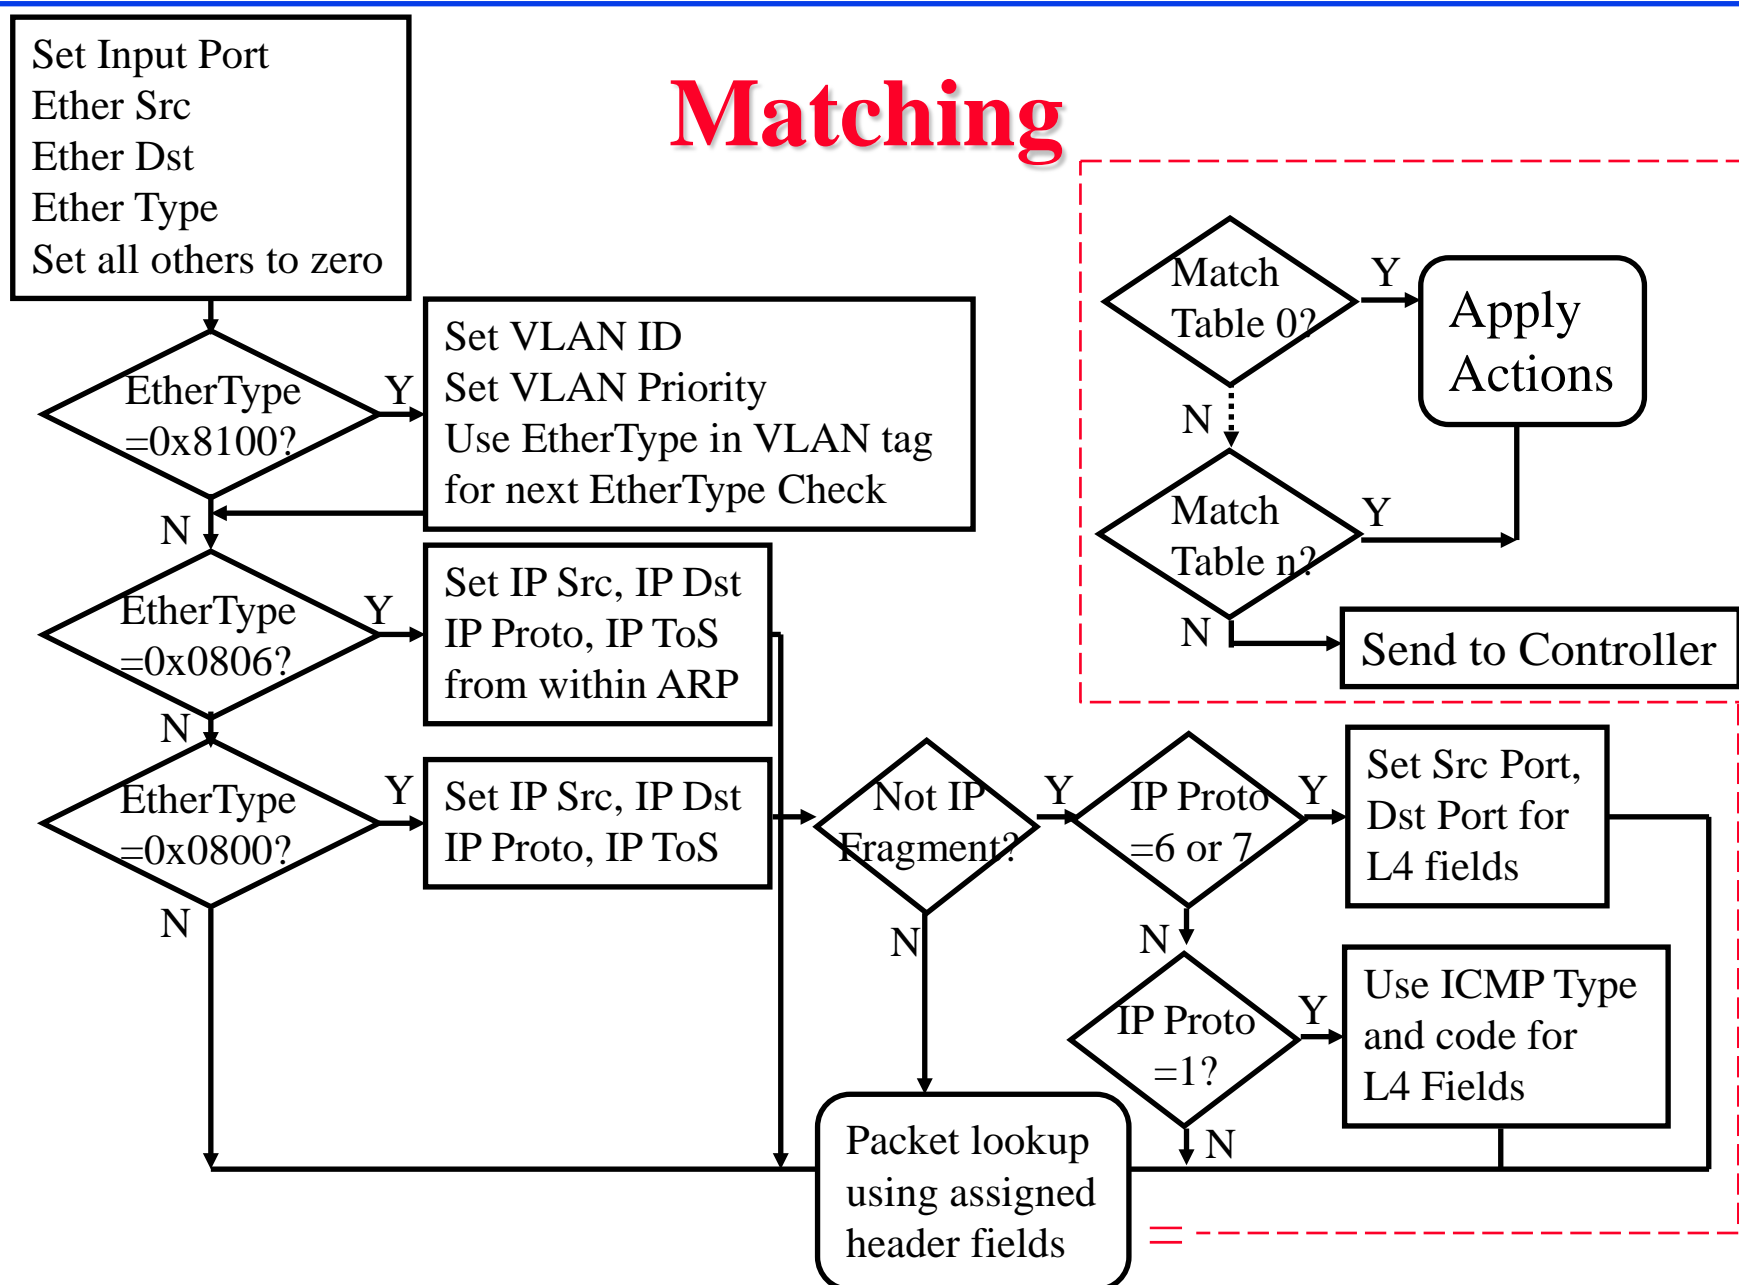 Matching
Set Input Port
Ether Src
Ether Dst
Ether Type
Set all others to zero
EtherType
=0x8100?
Y
N
Set VLAN ID
Set VLAN Priority
Use EtherType in VLAN tag
for next EtherType Check
EtherType
=0x0806?
Y
N
Set IP Src, IP Dst
IP Proto, IP ToS
from within ARP
EtherType
=0x0800?
Y
N
Set IP Src, IP Dst
IP Proto, IP ToS
Not IP
Fragment?
Y
N
IP Proto
=6 or 7
Y
N
Set Src Port,
Dst Port for
L4 fields
IP Proto
=1?
Y
N
Use ICMP Type
and code for
L4 Fields
Packet lookup
using assigned
header fields
=
Match
Table 0?
Y
N
Apply
Actions
Match
Table n?
Y
N
Send to Controller